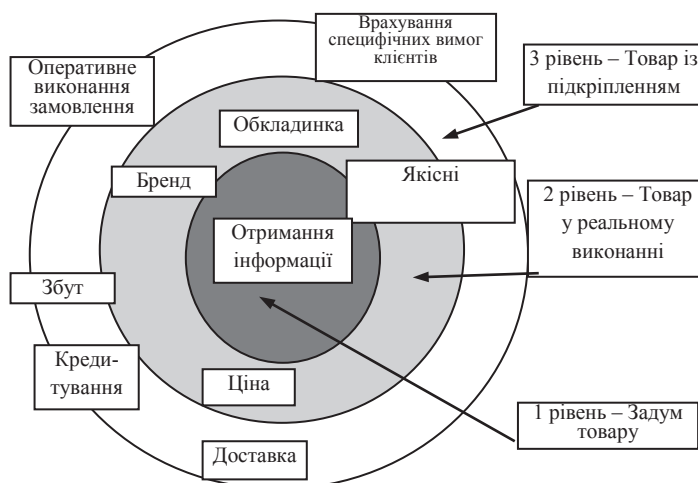 Врахування
специфічних вимог
клієнтів
Оперативне
виконання
замовлення
3 рівень – Товар із
підкріпленням
Обкладинка
Бренд
Якісні
2 рівень – Товар
у реальному
виконанні
Отримання
інформації
Збут
Креди-
тування
Ціна
1 рівень – Задум
товару
Доставка